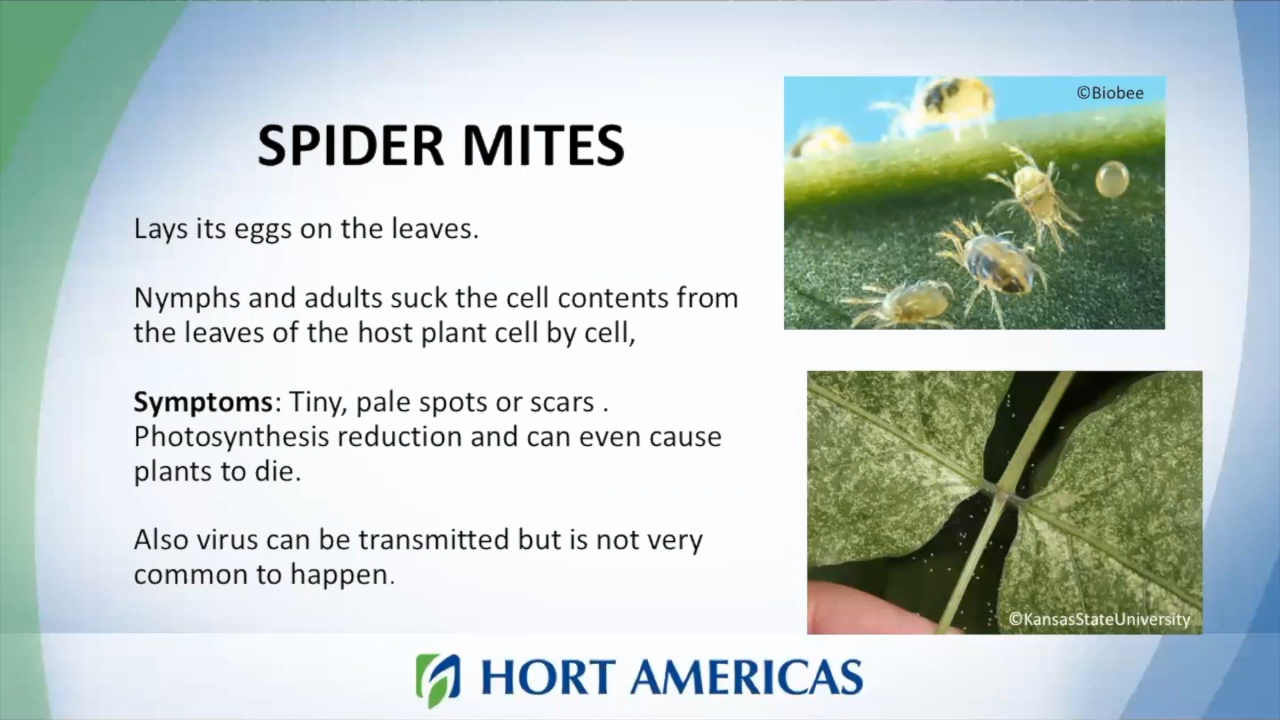 ©Biobee
SPIDER MITES
Lays its eggs on the leaves.
Nymphs and adults suck the cell contents from
the leaves of the host plant cell by cell,
Symptoms: Tiny, pale spots or scars .
Photosynthesis reduction and can even cause
plants to die.
Also virus can be transmitted but is not very
common to happen.
©KansasStateUniversity
HORT AMERICAS